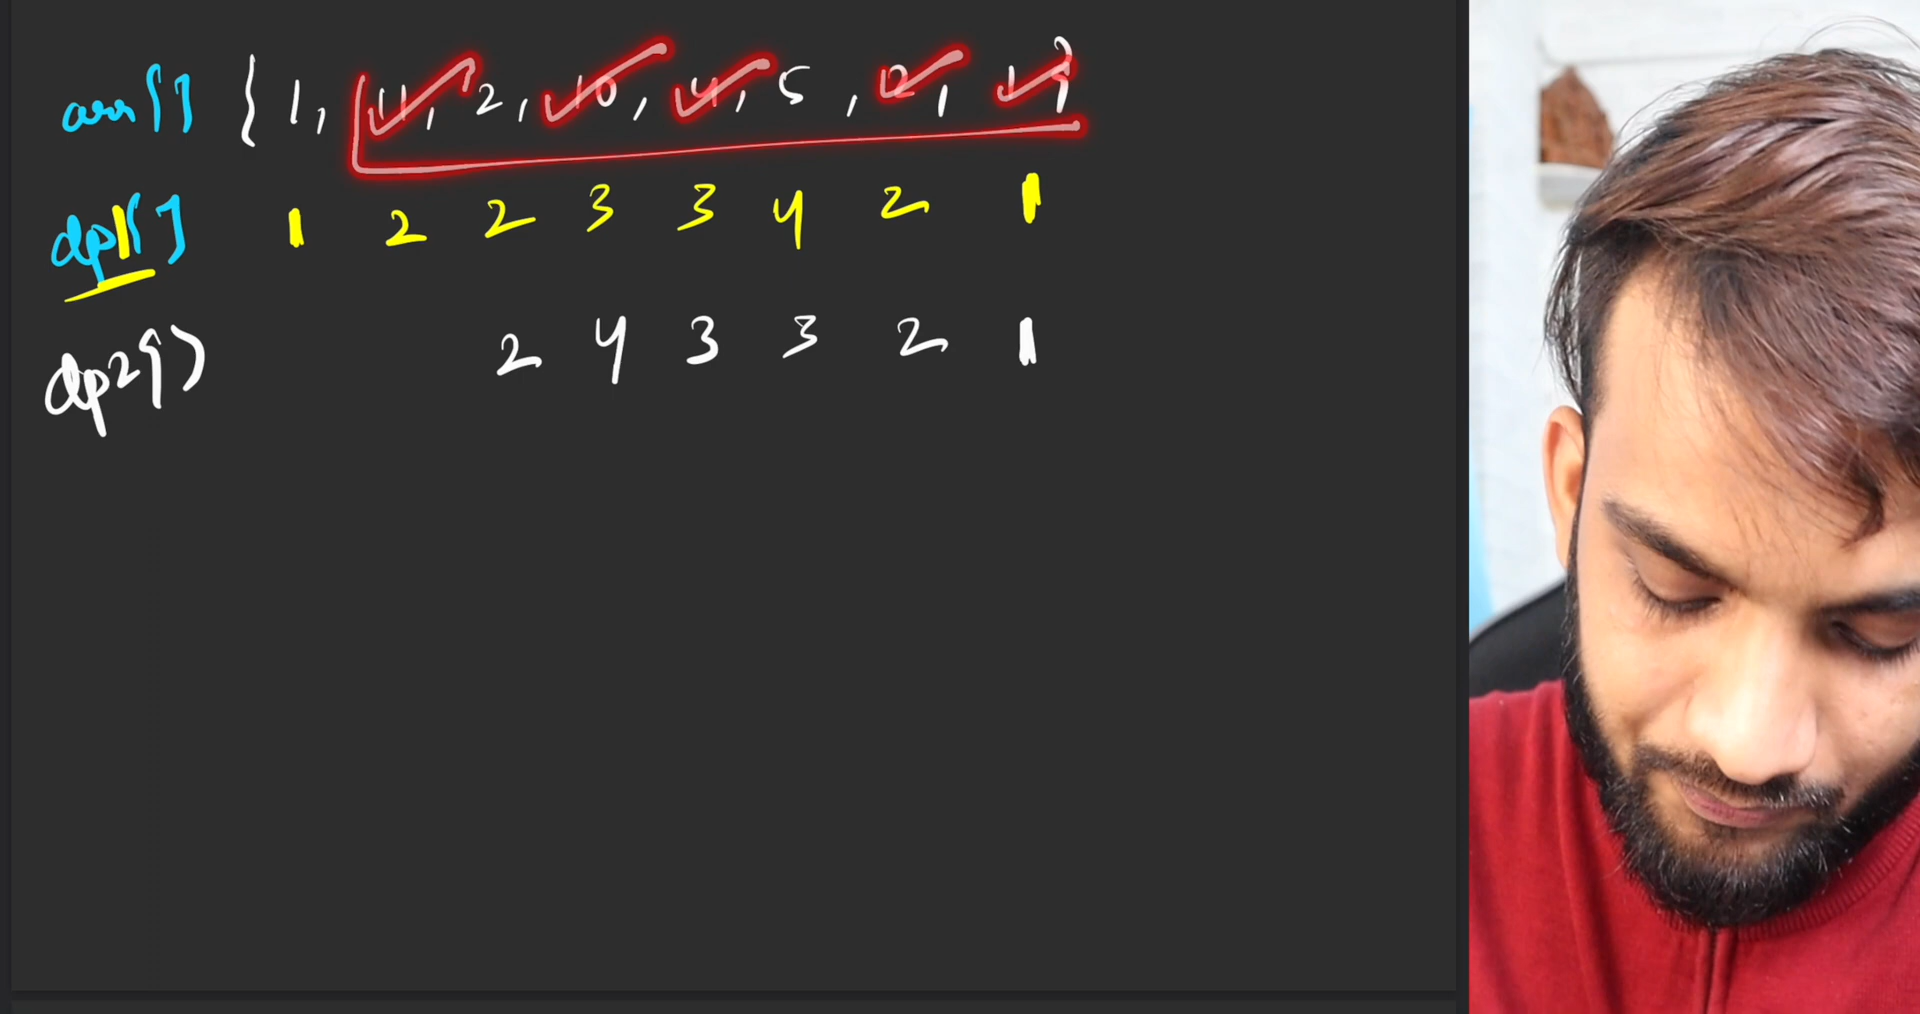 arr[] { 1, 11, 2, 10, 4, 5, 2, 1 }
dp1[] 1 2 2 3 3 4 2 1
dp2{} 2 4 3 3 2 1